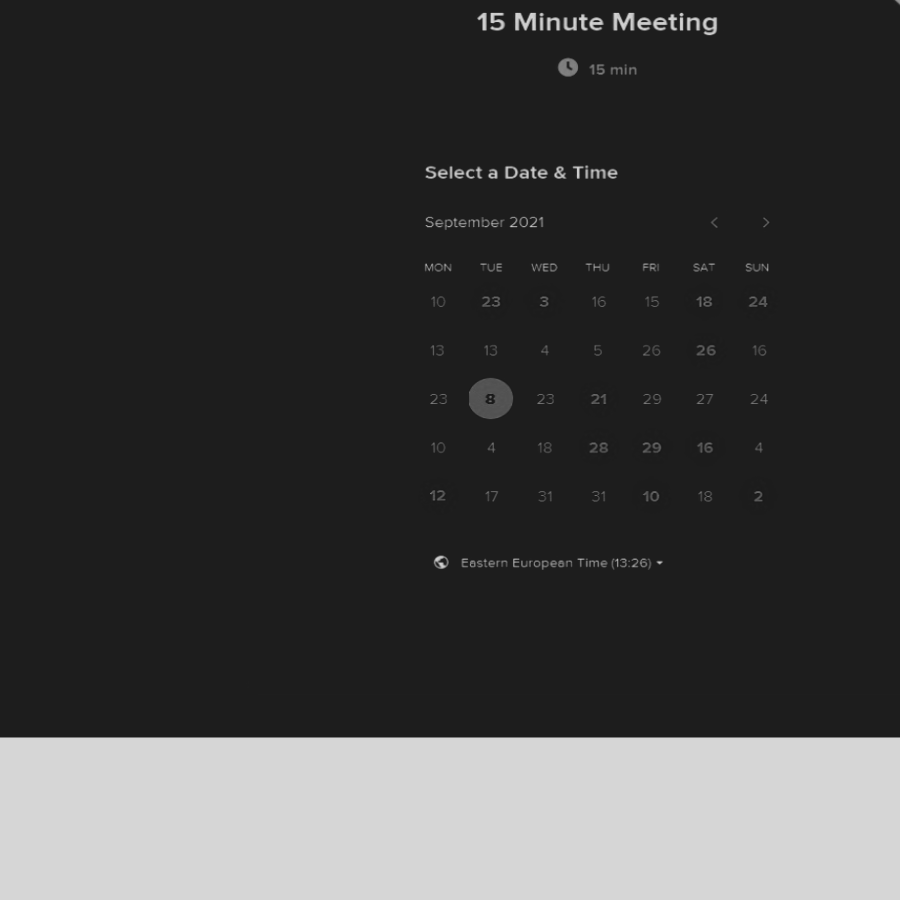 15 Minute Meeting
15 min
Select a Date & Time
September 2021
MON TUE WED THU FRI SAT SUN
10 23 3 16 15 18 24
13 13 4 5 26 26 16
23 8 23 21 29 27 24
10 4 18 28 29 16 4
12 17 31 31 10 18 2
Eastern European Time (13:26)